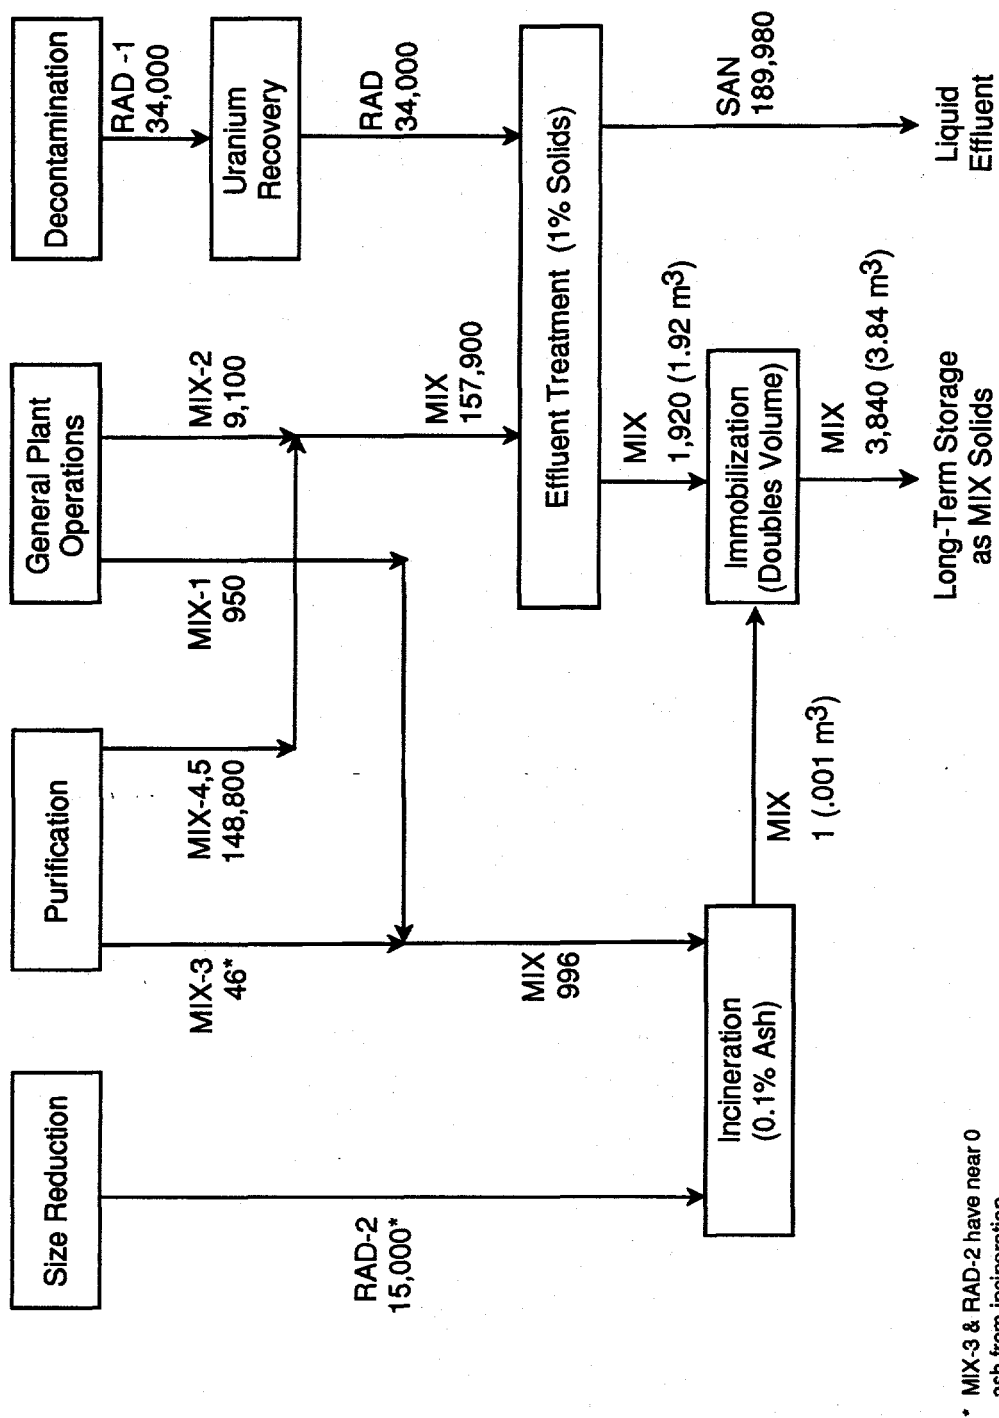 Size Reduction
Purification
General Plant
Operations
Decontamination
MIX-3
46*
MIX-4,5
148,800
MIX-1
950
MIX-2
9,100
RAD -1
34,000
Uranium
Recovery
RAD-2
15,000*
MIX
996
MIX
157,900
RAD
34,000
Effluent Treatment (1% Solids)
Incineration
(0.1% Ash)
MIX
1 (.001 m³)
MIX
1,920 (1.92 m³)
Immobilization
(Doubles Volume)
MIX
3,840 (3.84 m³)
SAN
189,980
Long-Term Storage
as MIX Solids
Liquid
Effluent
* MIX-3 & RAD-2 have near 0
ash from incineration